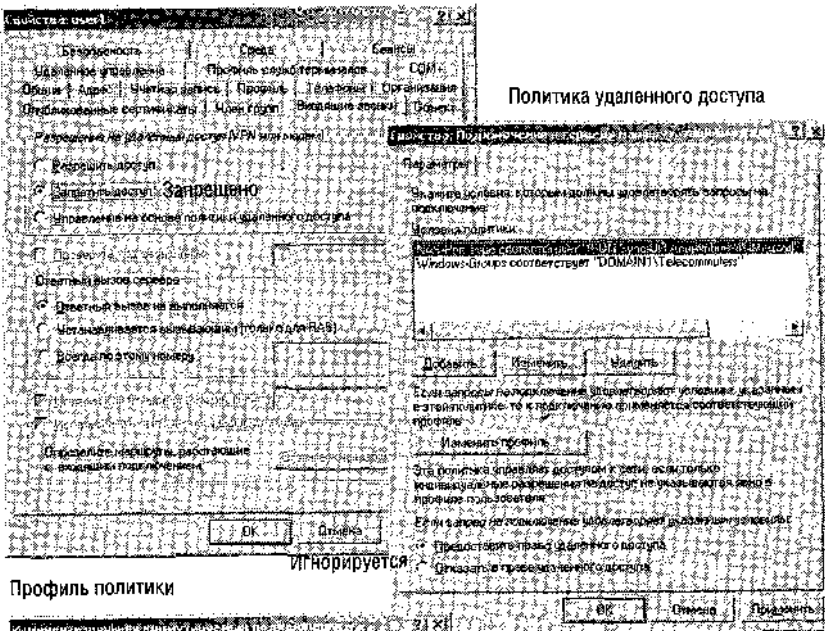 Свойства: user1
Безопасность Среда Сеансы
Удаленное управление Профиль служб терминалов COM+
Общие Адрес Учетная запись Профиль Телефоны Организация
Опубликованные сертификаты Член групп Входящие звонки Объект
Разрешение на удаленный доступ (VPN или модем)
Разрешить доступ
Запретить доступ Запрещено
Управление на основе политики удаленного доступа
Ответный вызов сервера
Ответный вызов не выполняется
Устанавливается вызывающим (только для RAS)
Всегда по этому номеру
Определите маршруты, работающие
с входящим подключением
ОК Отмена
Игнорируется
Политика удаленного доступа
Свойства:
Параметры
Укажите условия, которым должны удовлетворять запросы на
подключение.
Условия политики:
Windows-Groups соответствует "DOMAIN1\Telecommuters"
Добавить Изменить Удалить
Если запросы на подключение удовлетворяют условиям, указанным
в этой политике, то к подключению применяется соответствующий
профиль.
Изменить профиль
Эта политика управляет доступом к сети, если только
индивидуальные разрешения на доступ не указываются явно в
профиле пользователя.
Если запрос на подключение удовлетворяет указанным условиям:
Предоставить право удаленного доступа
Отказать в праве удаленного доступа
ОК Отмена Применить
Профиль политики